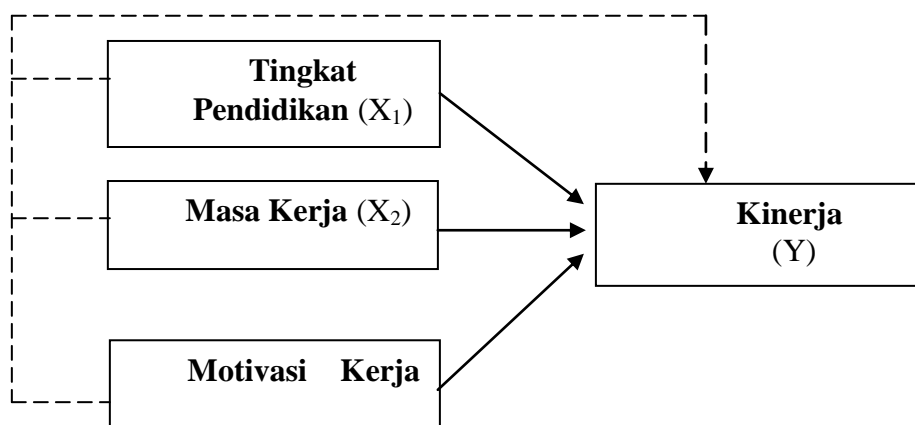 Tingkat
Pendidikan (X₁)
Masa Kerja (X₂)
Kinerja
(Y)
Motivasi Kerja